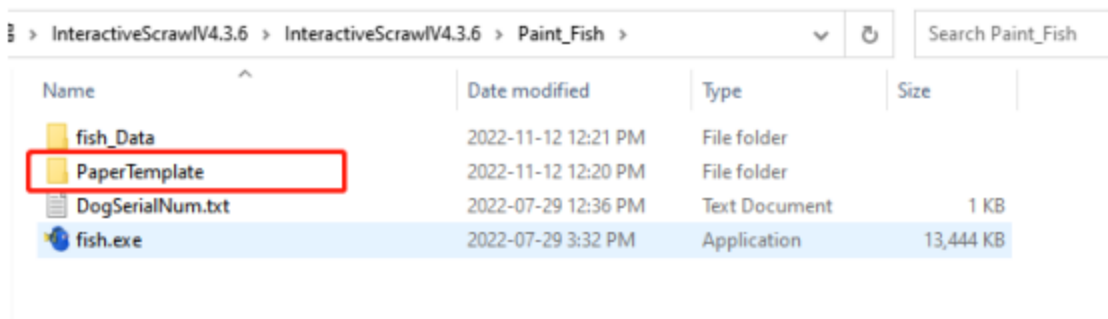 InteractiveScrawlV4.3.6 > InteractiveScrawlV4.3.6 > Paint_Fish > Search Paint_Fish
Name Date modified Type Size
fish_Data 2022-11-12 12:21 PM File folder
PaperTemplate 2022-11-12 12:20 PM File folder
DogSerialNum.txt 2022-07-29 12:36 PM Text Document 1 KB
fish.exe 2022-07-29 3:32 PM Application 13,444 KB